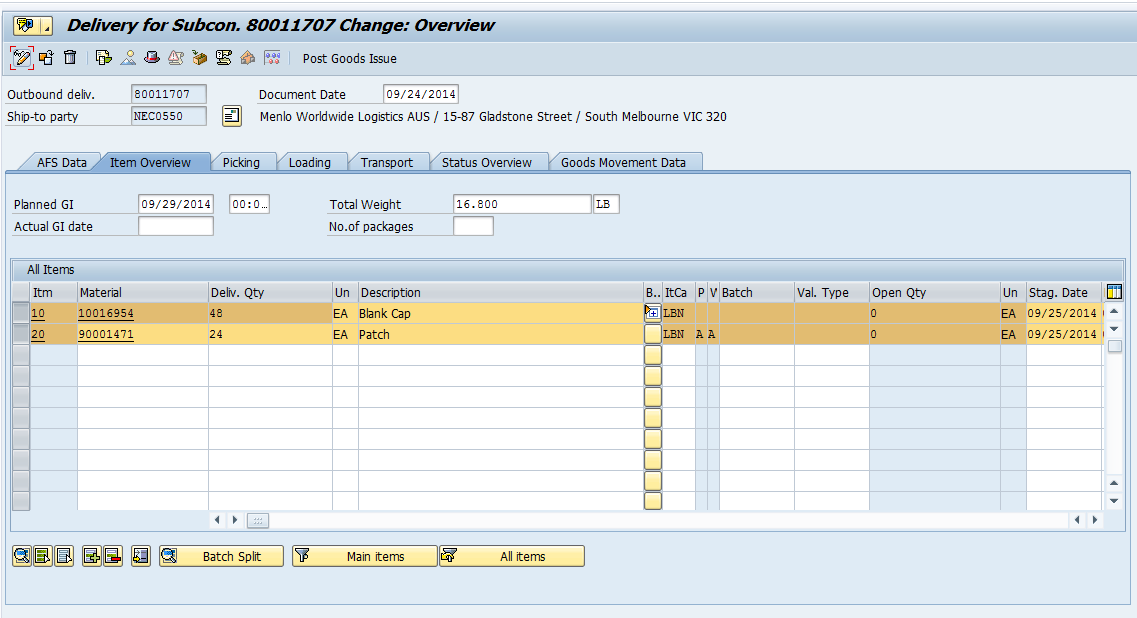 Delivery for Subcon. 80011707 Change: Overview
Post Goods Issue
Outbound deliv. 80011707 Document Date 09/24/2014
Ship-to party NEC0550 Menlo Worldwide Logistics AUS / 15-87 Gladstone Street / South Melbourne VIC 320
AFS Data Item Overview Picking Loading Transport Status Overview Goods Movement Data
Planned GI 09/29/2014 00:0… Total Weight 16.800 LB
Actual GI date No.of packages
All Items
Itm Material Deliv. Qty Un Description B.. ItCa P W Batch Val. Type Open Qty Un Stag. Date
10 10016954 48 EA Blank Cap LBN 0 EA 09/25/2014
20 90001471 24 EA Patch LBN A A 0 EA 09/25/2014
Batch Split Main items All items